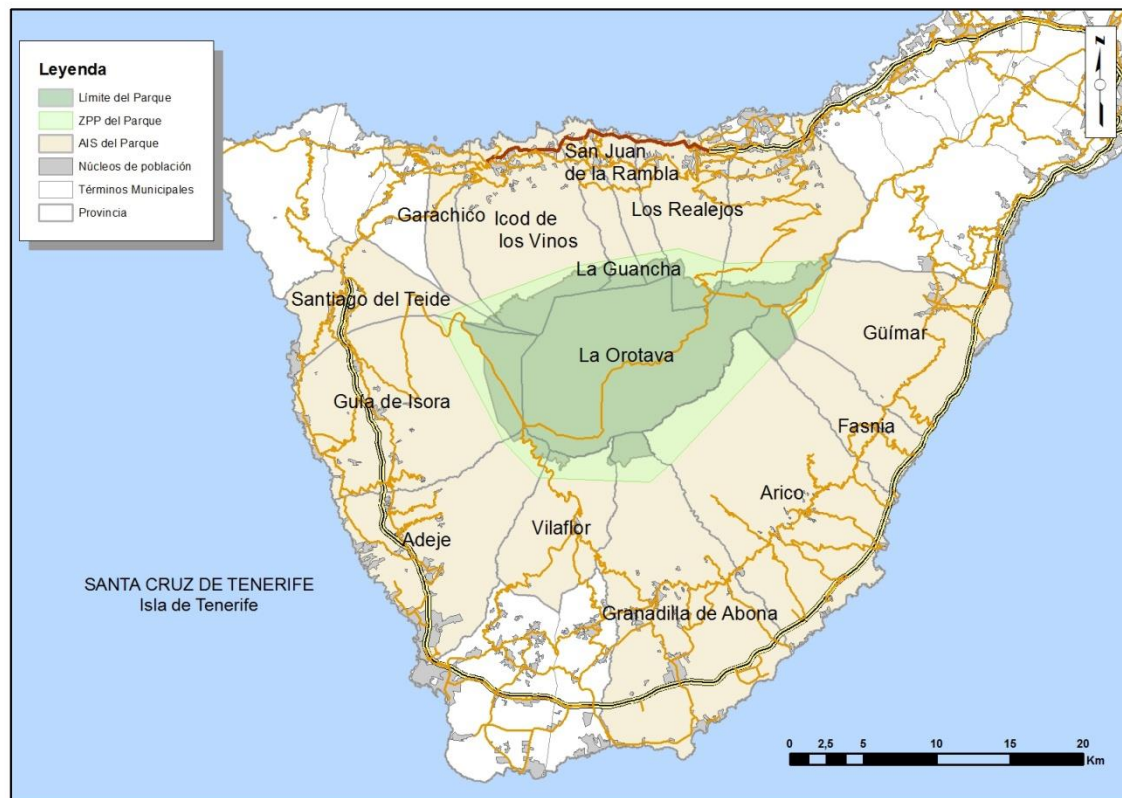 Leyenda
Límite del Parque
ZPP del Parque
AIS del Parque
Núcleos de población
Términos Municipales
Provincia
N
San Juan
de la Rambla
Garachico
Icod de
los Vinos
Los Realejos
La Guancha
Santiago del Teide
Güímar
La Orotava
Guía de Isora
Fasnia
Arico
Vilaflor
Adeje
SANTA CRUZ DE TENERIFE
Isla de Tenerife
Granadilla de Abona
0 2,5 5 10 15 20
Km